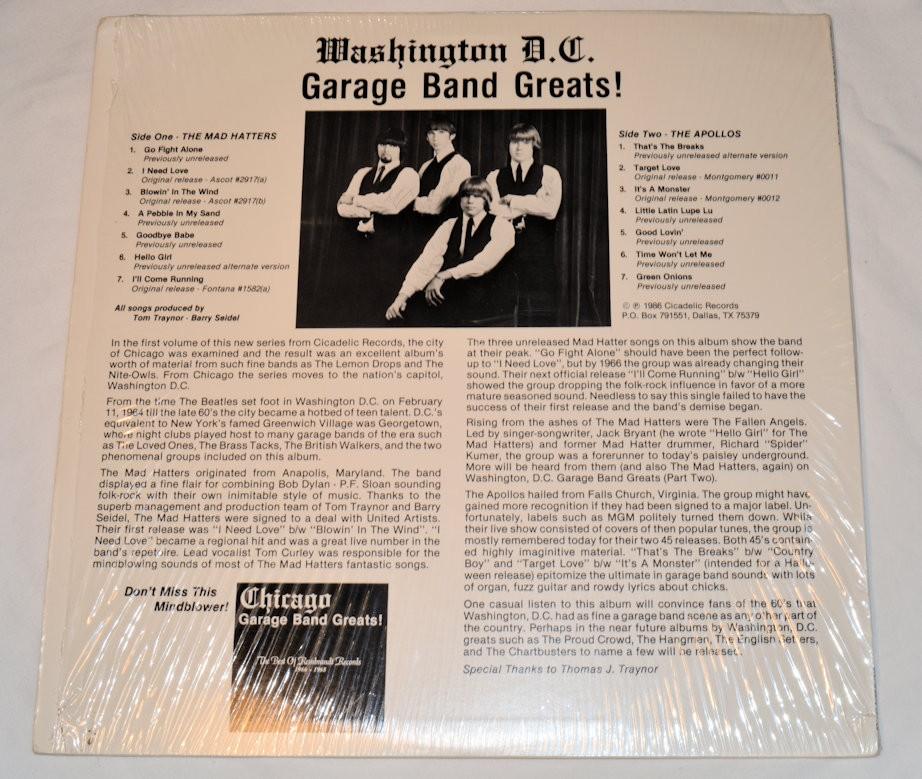 Washington D.C.
Garage Band Greats!
Side One - THE MAD HATTERS
1. Go Fight Alone
Previously unreleased
2. I Need Love
Original release - Ascot #2917(a)
3. Blowin' In The Wind
Original release - Ascot #2917(b)
4. A Pebble In My Sand
Previously unreleased
5. Goodbye Babe
Previously unreleased
6. Hello Girl
Previously unreleased alternate version
7. I'll Come Running
Original release - Fontana #1582(a)
All songs produced by
Tom Traynor - Barry Seidel
Side Two - THE APOLLOS
1. That's The Breaks
Previously unreleased alternate version
2. Target Love
Original release - Montgomery #0011
3. It's A Monster
Original release - Montgomery #0012
4. Little Latin Lupe Lu
Previously unreleased
5. Good Lovin'
Previously unreleased
6. Time Won't Let Me
Previously unreleased
7. Green Onions
Previously unreleased
© ℗ 1986 Cicadelic Records
P.O. Box 791551, Dallas, TX 75379
In the first volume of this new series from Cicadelic Records, the city
of Chicago was examined and the result was an excellent album's
worth of material from such fine bands as The Lemon Drops and The
Nite-Owls. From Chicago the series moves to the nation's capitol,
Washington D.C.
From the time The Beatles set foot in Washington D.C. on February
11, 1964 till the late 60's the city became a hotbed of teen talent. D.C.'s
equivalent to New York's famed Greenwich Village was Georgetown,
where night clubs played host to many garage bands of the era such
as The Loved Ones, The Brass Tacks, The British Walkers, and the two
phenomenal groups included on this album.
The Mad Hatters originated from Anapolis, Maryland. The band
displayed a fine flair for combining Bob Dylan - P.F. Sloan sounding
folk-rock with their own inimitable style of music. Thanks to the
superb management and production team of Tom Traynor and Barry
Seidel, The Mad Hatters were signed to a deal with United Artists.
Their first release was "I Need Love" b/w "Blowin' In The Wind". "I
Need Love" became a regional hit and was a great live number in the
band's repetoire. Lead vocalist Tom Curley was responsible for the
mindblowing sounds of most of The Mad Hatters fantastic songs.
Don't Miss This
Mindblower!
Chicago
Garage Band Greats!
The Best Of Rembrandt Records
1966 - 1968
The three unreleased Mad Hatter songs on this album show the band
at their peak. "Go Fight Alone" should have been the perfect follow-
up to "I Need Love", but by 1966 the group was already changing their
sound. Their next official release "I'll Come Running" b/w "Hello Girl"
showed the group dropping the folk-rock influence in favor of a more
mature seasoned sound. Needless to say this single failed to have the
success of their first release and the band's demise began.
Rising from the ashes of The Mad Hatters were The Fallen Angels.
Led by singer-songwriter, Jack Bryant (he wrote "Hello Girl" for The
Mad Hatters) and former Mad Hatter drummer, Richard "Spider"
Kumer, the group was a forerunner to today's paisley underground.
More will be heard from them (and also The Mad Hatters, again) on
Washington, D.C. Garage Band Greats (Part Two).
The Apollos hailed from Falls Church, Virginia. The group might have
gained more recognition if they had been signed to a major label. Un-
fortunately, labels such as MGM politely turned them down. While
their live show consisted of covers of then popular tunes, the group is
mostly remembered today for their two 45 releases. Both 45's contain-
ed highly imaginitive material. "That's The Breaks" b/w "Country
Boy" and "Target Love" b/w "It's A Monster" (intended for a Hallo-
ween release) epitomize the ultimate in garage band sounds with lots
of organ, fuzz guitar and rowdy lyrics about chicks.
One casual listen to this album will convince fans of the 60's that
Washington, D.C. had as fine a garage band scene as any other part of
the country. Perhaps in the near future albums by Washington, D.C.
greats such as The Proud Crowd, The Hangmen, The English Setters,
and The Chartbusters to name a few will be released.
Special Thanks to Thomas J. Traynor